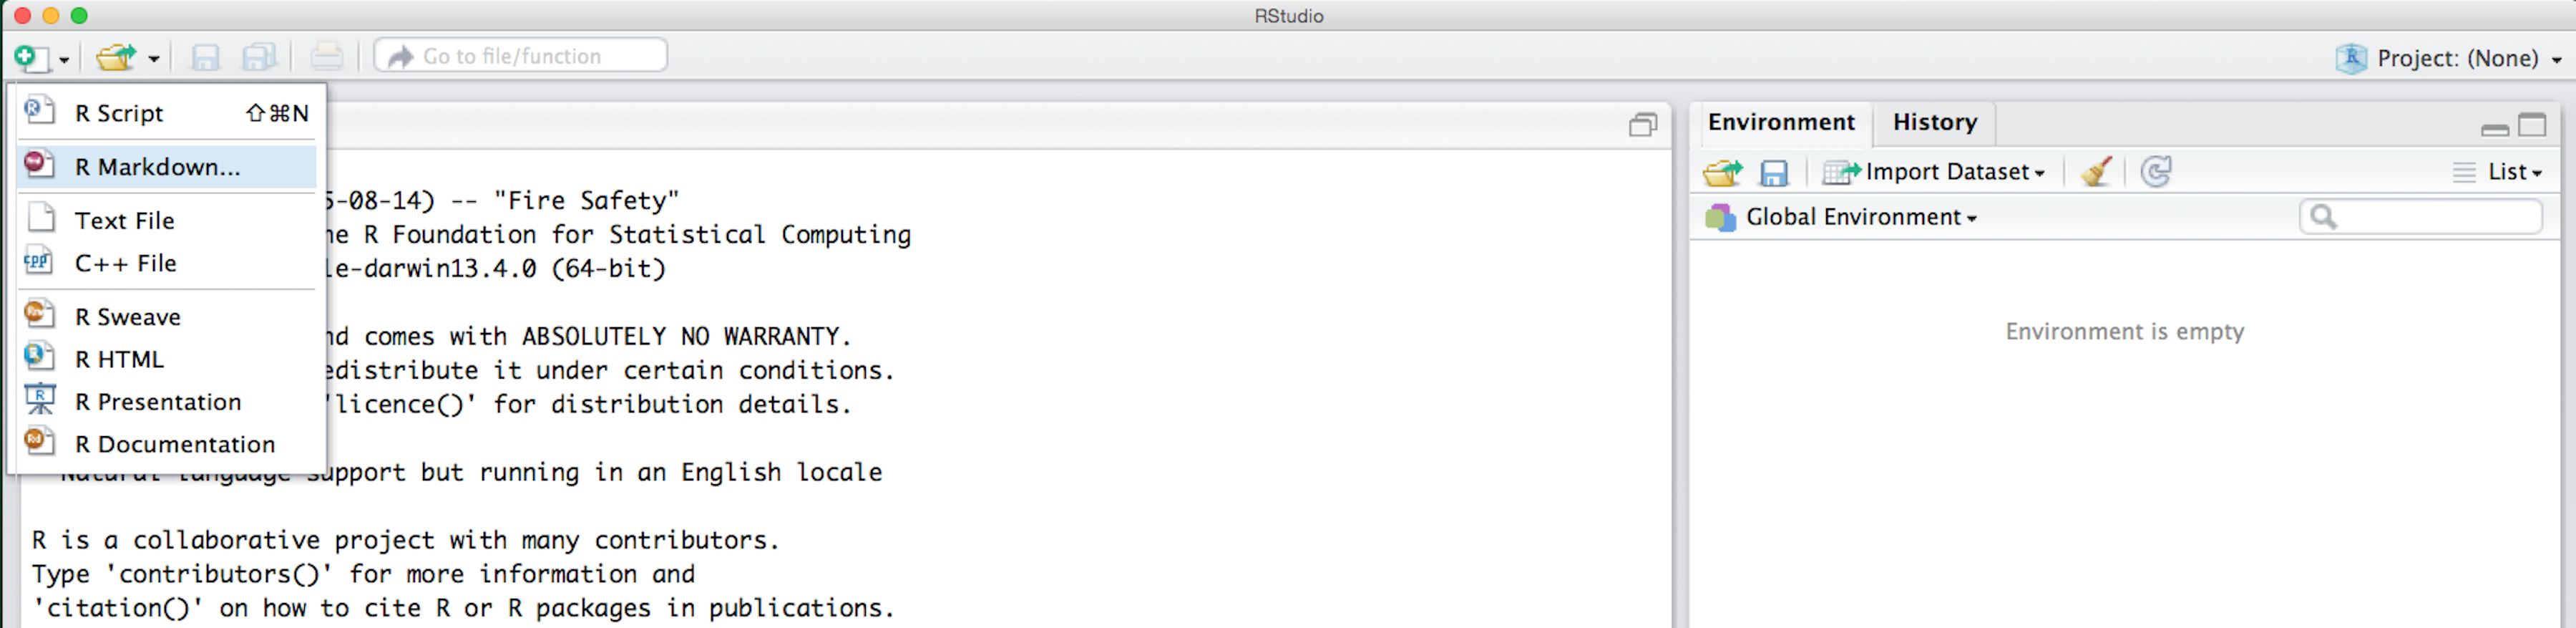 RStudio
Go to file/function
Project: (None)
R Script ⇧⌘N
R Markdown...
Text File
C++ File
R Sweave
R HTML
R Presentation
R Documentation
5-08-14) -- "Fire Safety"
he R Foundation for Statistical Computing
le-darwin13.4.0 (64-bit)
nd comes with ABSOLUTELY NO WARRANTY.
edistribute it under certain conditions.
'licence()' for distribution details.
Natural language support but running in an English locale
R is a collaborative project with many contributors.
Type 'contributors()' for more information and
'citation()' on how to cite R or R packages in publications.
Environment History
Import Dataset List
Global Environment
Environment is empty